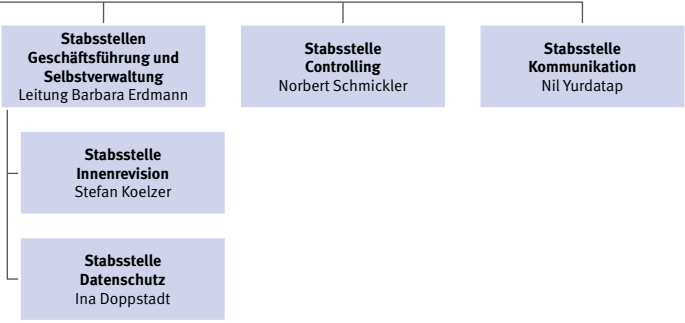 Stabsstellen
Geschäftsführung und
Selbstverwaltung
Leitung Barbara Erdmann
Stabsstelle
Controlling
Norbert Schmickler
Stabsstelle
Kommunikation
Nil Yurdatap
Stabsstelle
Innenrevision
Stefan Koelzer
Stabsstelle
Datenschutz
Ina Doppstadt